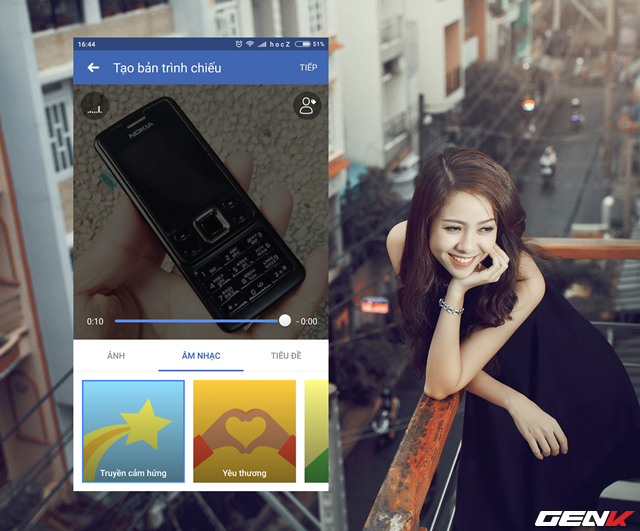 16:44
h o c Z 51%
Tạo bản trình chiếu
TIẾP
NOKIA
0:10
- 0:00
ẢNH
ÂM NHẠC
TIÊU ĐỀ
Truyền cảm hứng
Yêu thương
GENK